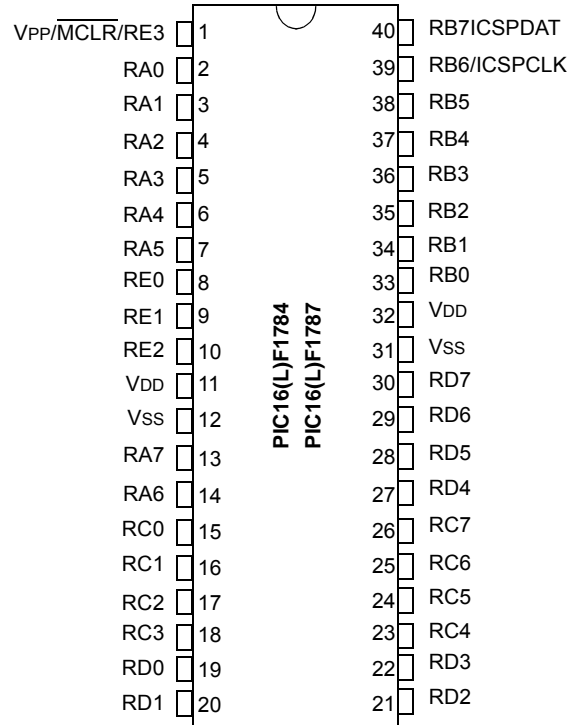 VPP/MCLR/RE3 1 40 RB7ICSPDAT
RA0 2 39 RB6/ICSPCLK
RA1 3 38 RB5
RA2 4 37 RB4
RA3 5 36 RB3
RA4 6 35 RB2
RA5 7 34 RB1
RE0 8 33 RB0
RE1 9 32 VDD
RE2 10 31 VSS
VDD 11 30 RD7
VSS 12 29 RD6
RA7 13 28 RD5
RA6 14 27 RD4
RC0 15 26 RC7
RC1 16 25 RC6
RC2 17 24 RC5
RC3 18 23 RC4
RD0 19 22 RD3
RD1 20 21 RD2
PIC16(L)F1784
PIC16(L)F1787